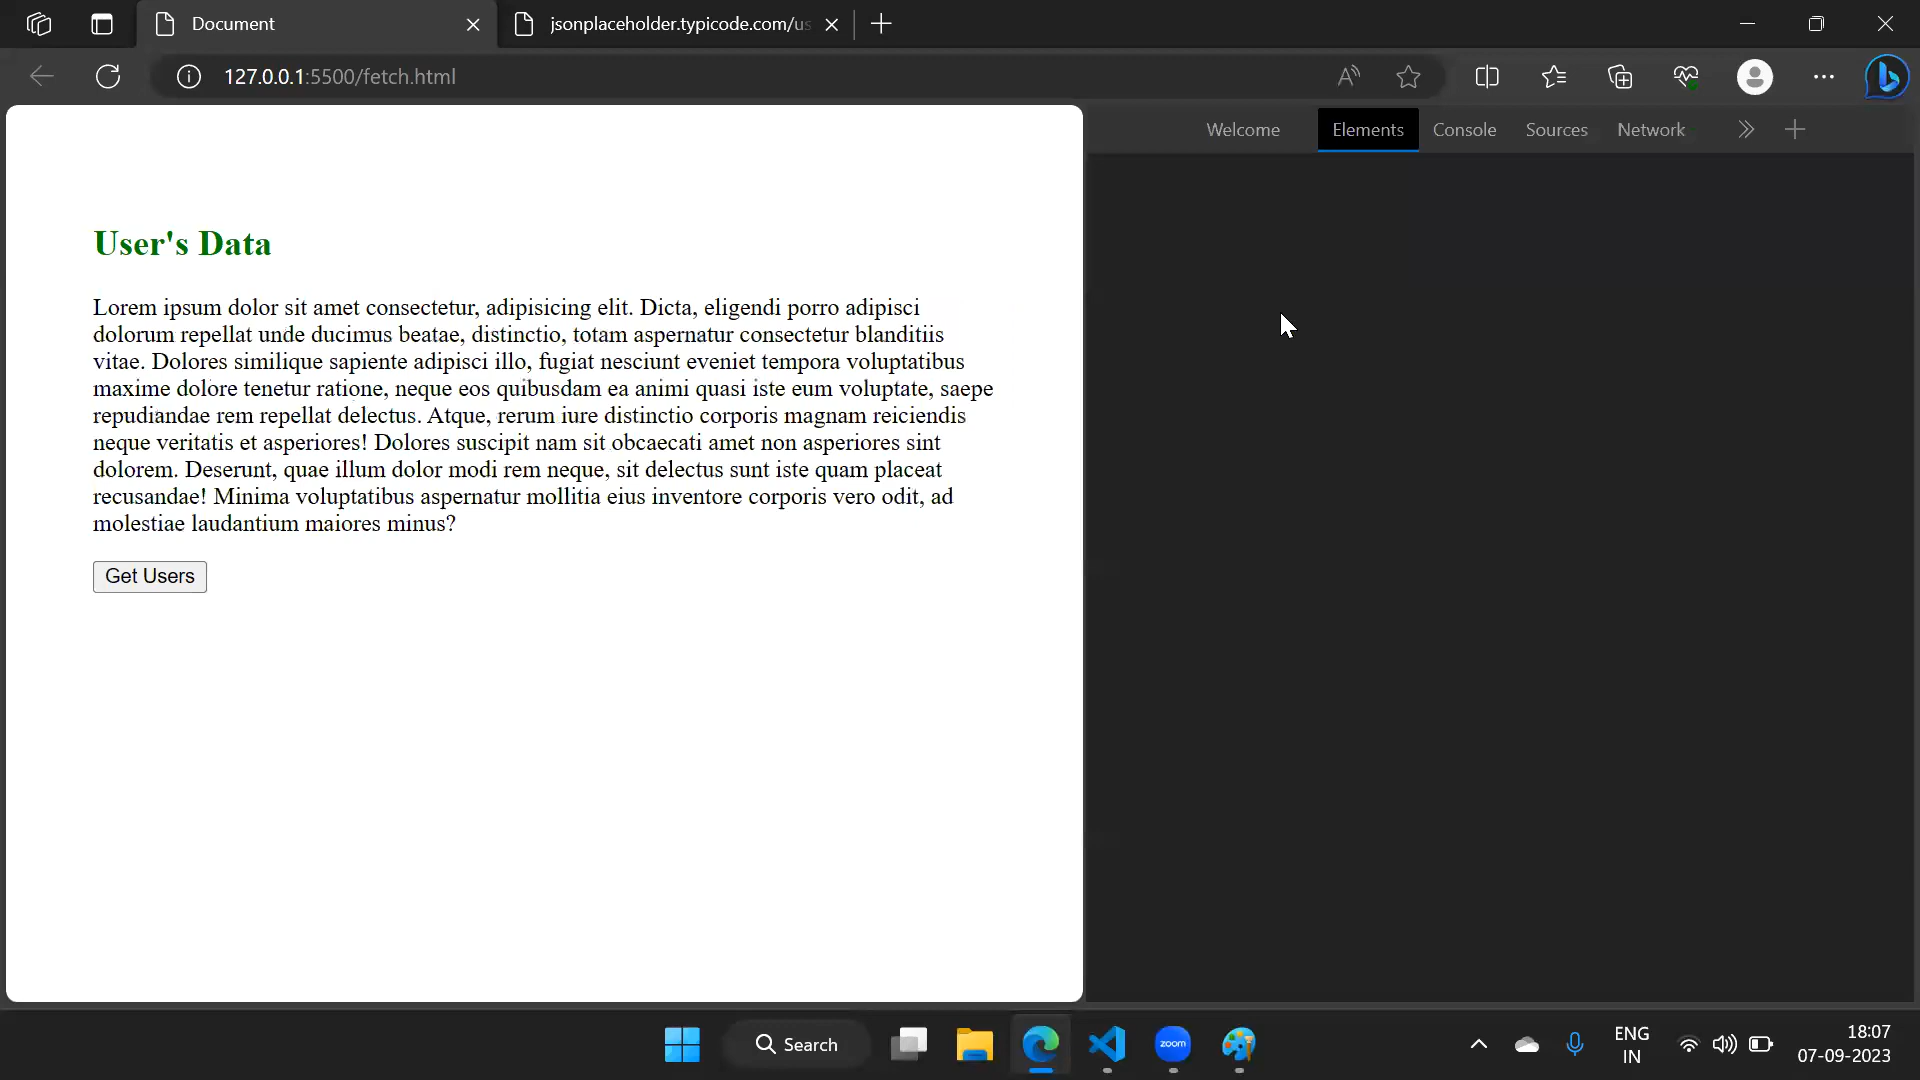 Document
jsonplaceholder.typicode.com/us
127.0.0.1:5500/fetch.html
Welcome
Elements
Console
Sources
Network
User's Data
Lorem ipsum dolor sit amet consectetur, adipisicing elit. Dicta, eligendi porro adipisci
dolorum repellat unde ducimus beatae, distinctio, totam aspernatur consectetur blanditiis
vitae. Dolores similique sapiente adipisci illo, fugiat nesciunt eveniet tempora voluptatibus
maxime dolore tenetur ratione, neque eos quibusdam ea animi quasi iste eum voluptate, saepe
repudiandae rem repellat delectus. Atque, rerum iure distinctio corporis magnam reiciendis
neque veritatis et asperiores! Dolores suscipit nam sit obcaecati amet non asperiores sint
dolorem. Deserunt, quae illum dolor modi rem neque, sit delectus sunt iste quam placeat
recusandae! Minima voluptatibus aspernatur mollitia eius inventore corporis vero odit, ad
molestiae laudantium maiores minus?
Get Users
Search
zoom
ENG
IN
18:07
07-09-2023